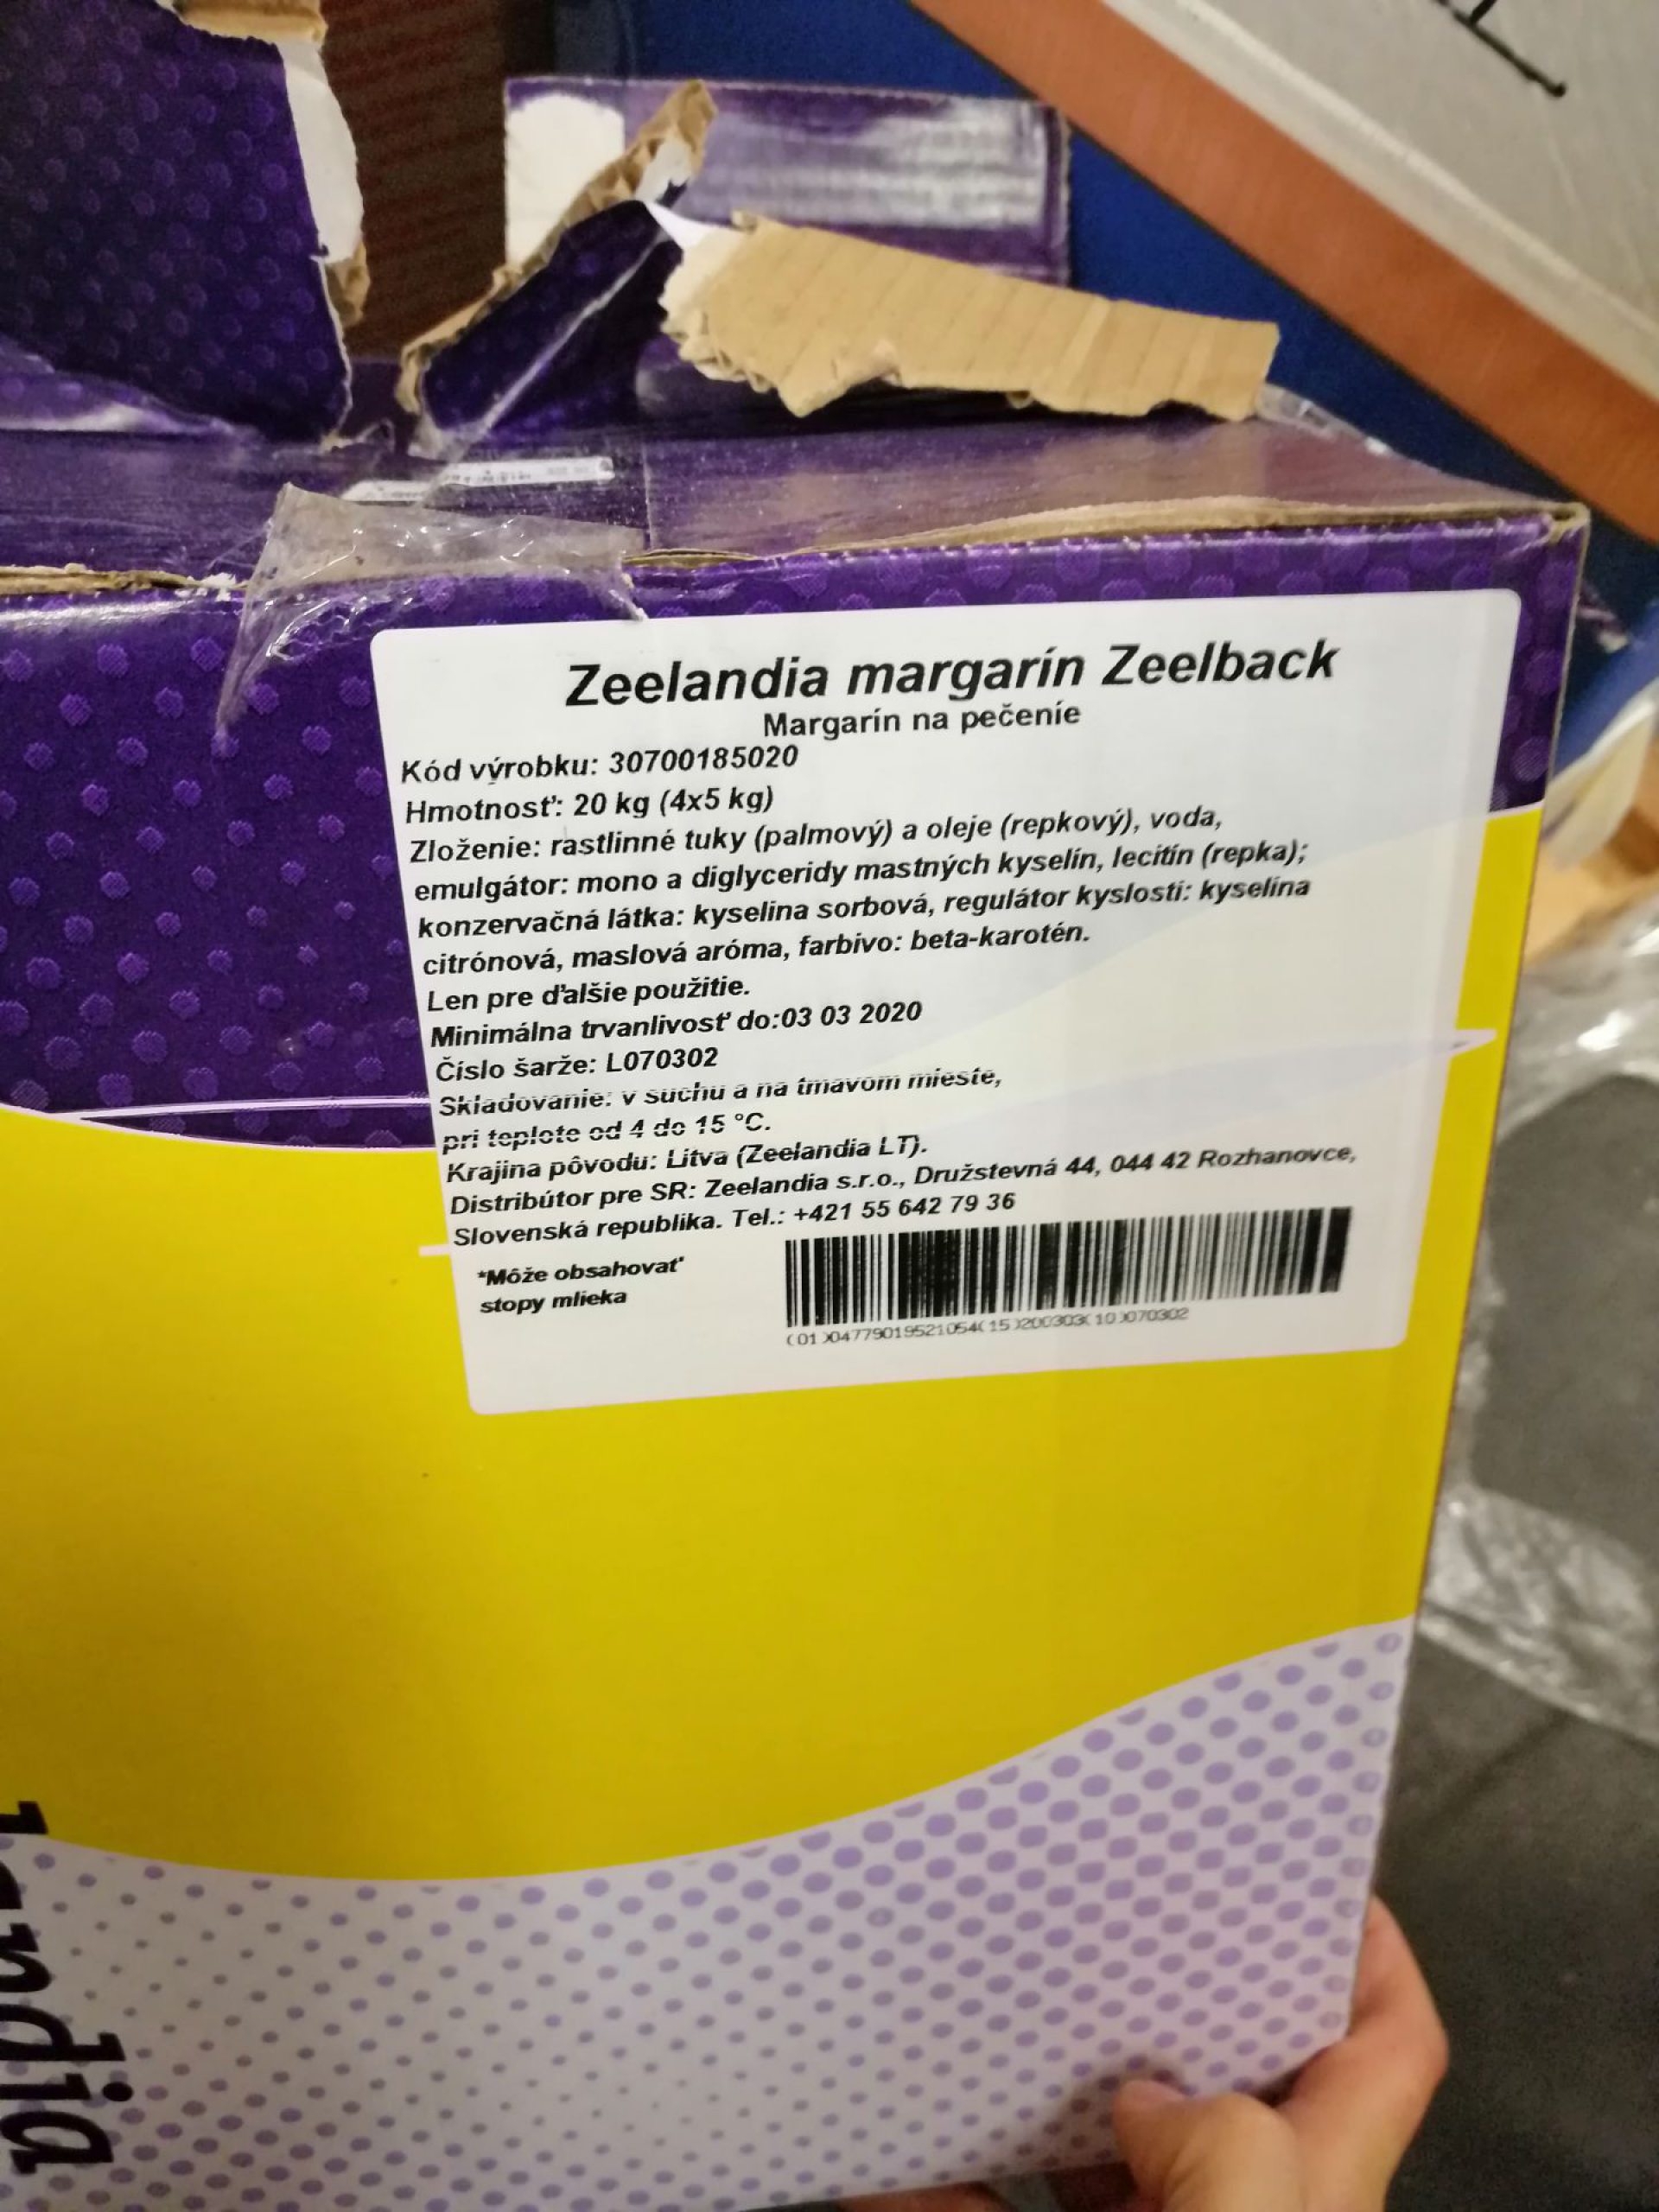 Zeelandia margarín Zeelback
Margarín na pečenie
Kód výrobku: 30700185020
Hmotnosť: 20 kg (4x5 kg)
Zloženie: rastlinné tuky (palmový) a oleje (repkový), voda,
emulgátor: mono a diglyceridy mastných kyselín, lecitín (repka);
konzervačná látka: kyselina sorbová, regulátor kyslosti: kyselina
citrónová, maslová aróma, farbivo: beta-karotén.
Len pre ďalšie použitie.
Minimálna trvanlivosť do:03 03 2020
Číslo šarže: L070302
Skladovanie: v suchu a na tmavom mieste,
pri teplote od 4 do 15 °C.
Krajina pôvodu: Litva (Zeelandia LT).
Distribútor pre SR: Zeelandia s.r.o., Družstevná 44, 044 42 Rozhanovce,
Slovenská republika. Tel.: +421 55 642 79 36
*Môže obsahovať
stopy mlieka
(01)04779019521054(15)200303(10)070302